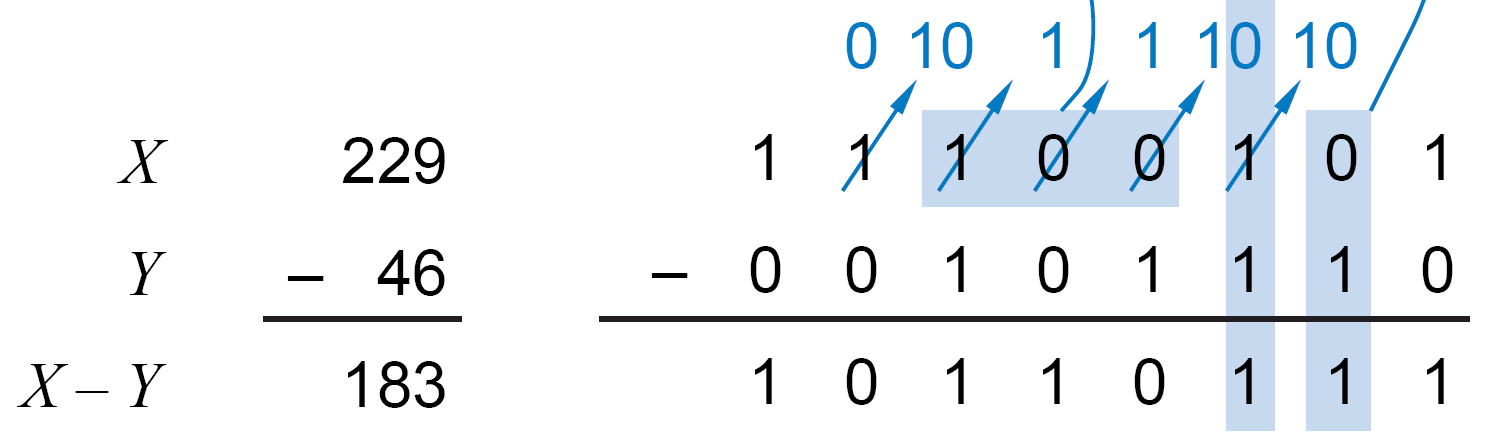 0 10 1 1 10 10
X 229 1 1 1 0 0 1 0 1
Y – 46 – 0 0 1 0 1 1 1 0
X – Y 183 1 0 1 1 0 1 1 1